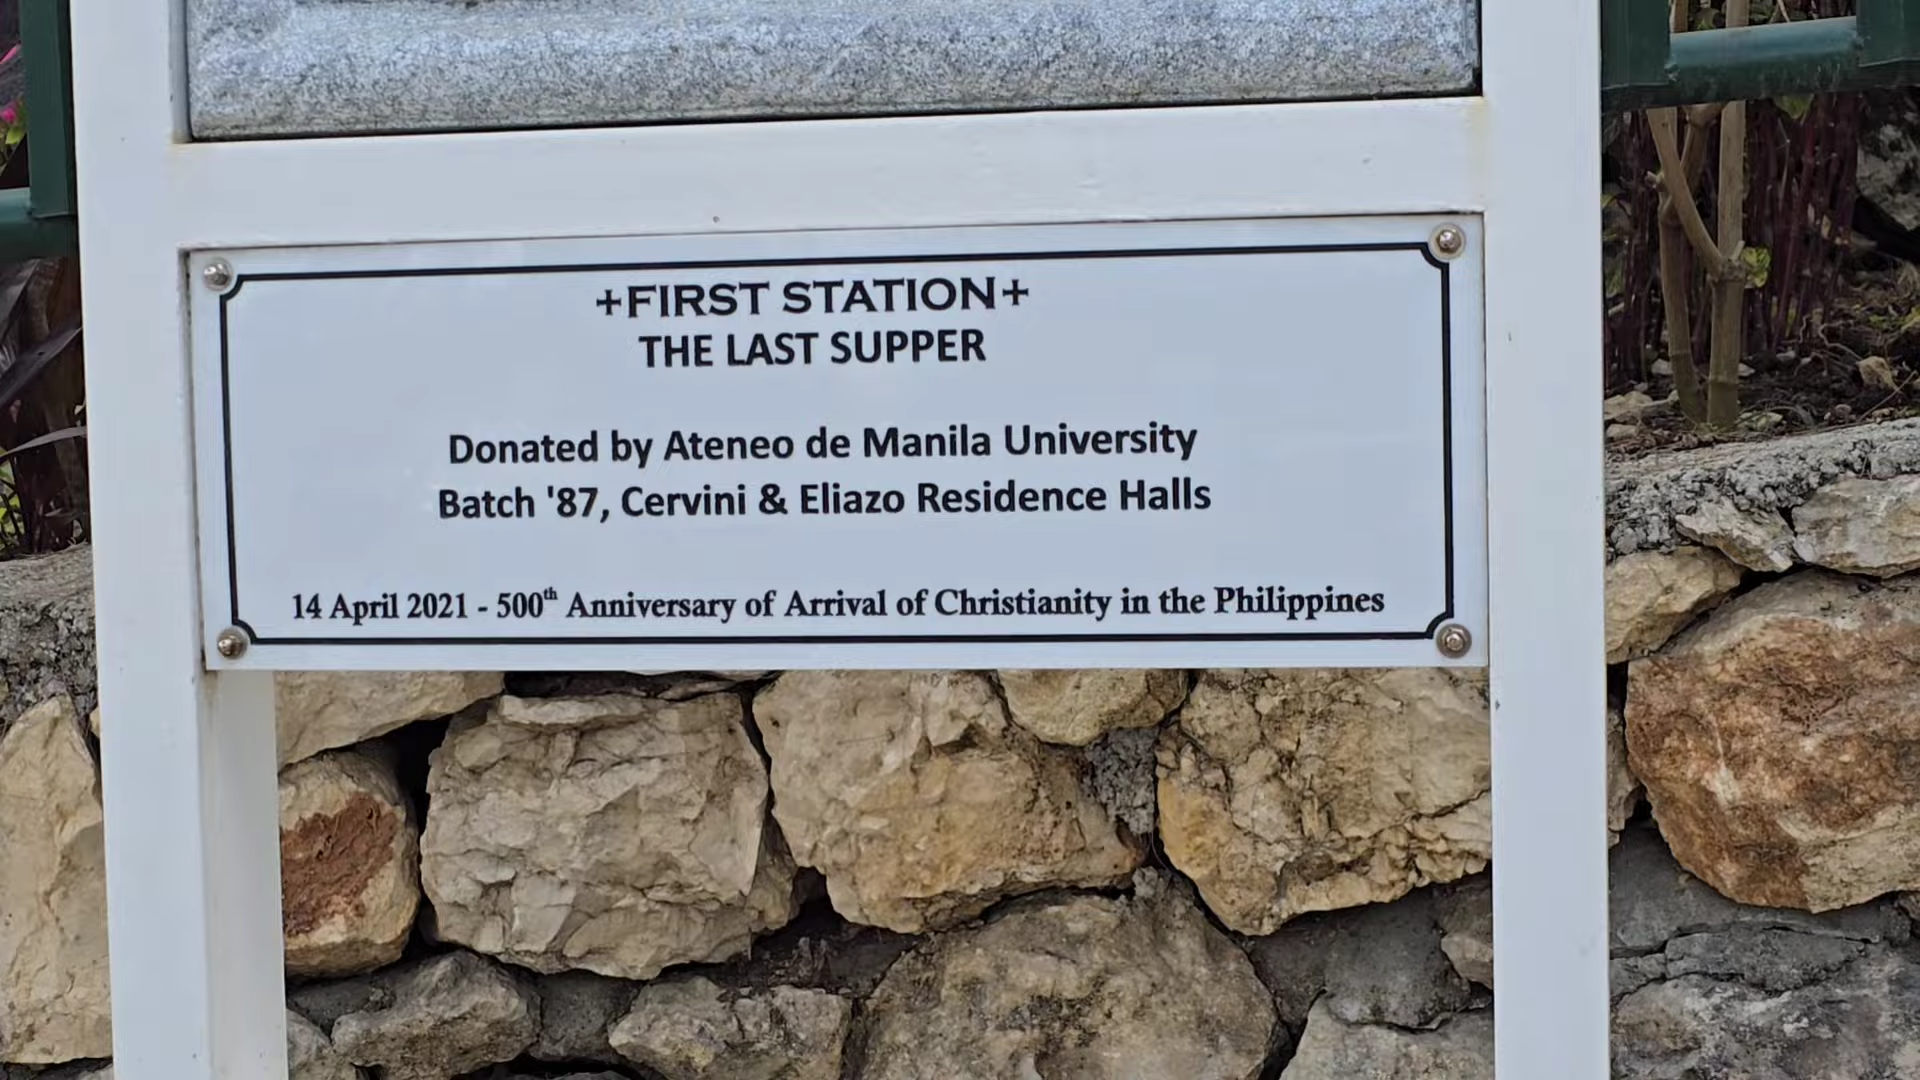 +FIRST STATION+
THE LAST SUPPER
Donated by Ateneo de Manila University
Batch '87, Cervini & Eliazo Residence Halls
14 April 2021 - 500th Anniversary of Arrival of Christianity in the Philippines